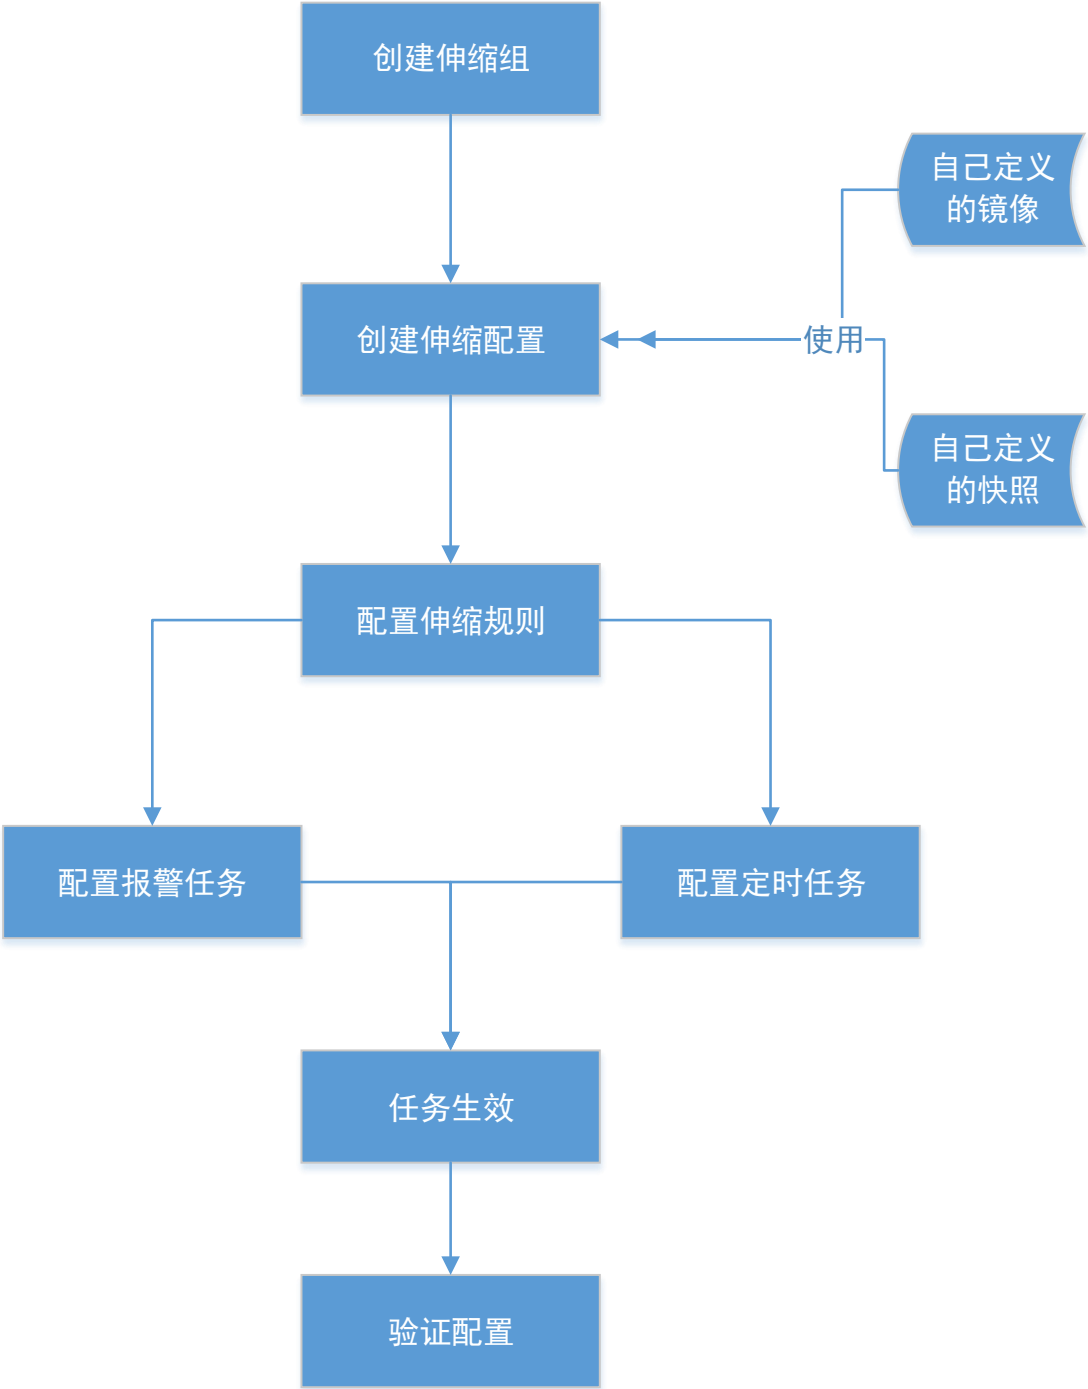 创建伸缩组
自己定义
的镜像
创建伸缩配置
使用
自己定义
的快照
配置伸缩规则
配置报警任务
配置定时任务
任务生效
验证配置